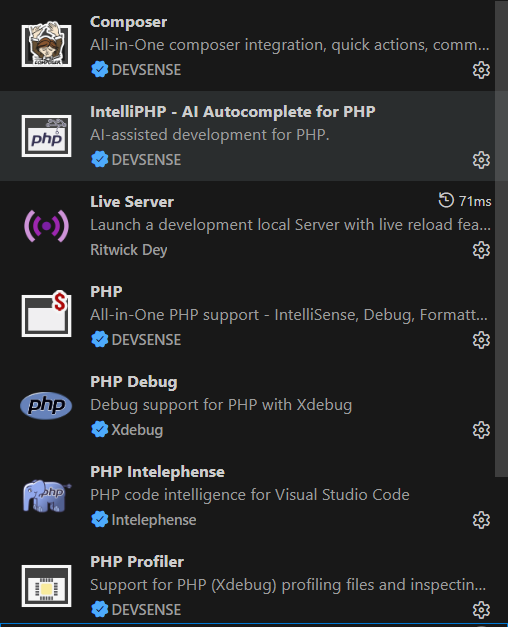 Composer
All-in-One composer integration, quick actions, comm...
DEVSENSE
IntelliPHP - AI Autocomplete for PHP
AI-assisted development for PHP.
DEVSENSE
Live Server
71ms
Launch a development local Server with live reload fea...
Ritwick Dey
PHP
All-in-One PHP support - IntelliSense, Debug, Formatt...
DEVSENSE
PHP Debug
Debug support for PHP with Xdebug
Xdebug
PHP Intelephense
PHP code intelligence for Visual Studio Code
Intelephense
PHP Profiler
Support for PHP (Xdebug) profiling files and inspectin...
DEVSENSE
php
$
php
php